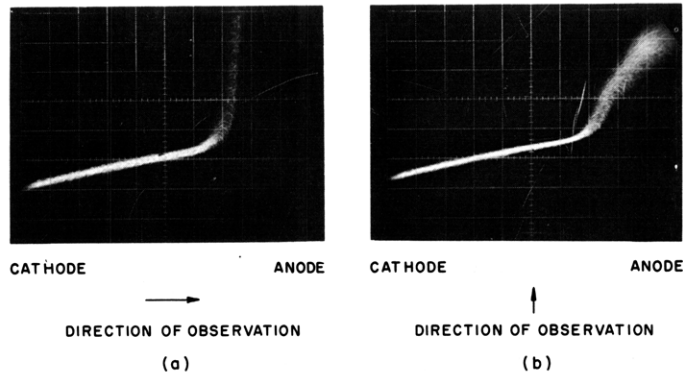 CATHODE ANODE
DIRECTION OF OBSERVATION
(a)
CATHODE ANODE
DIRECTION OF OBSERVATION
(b)